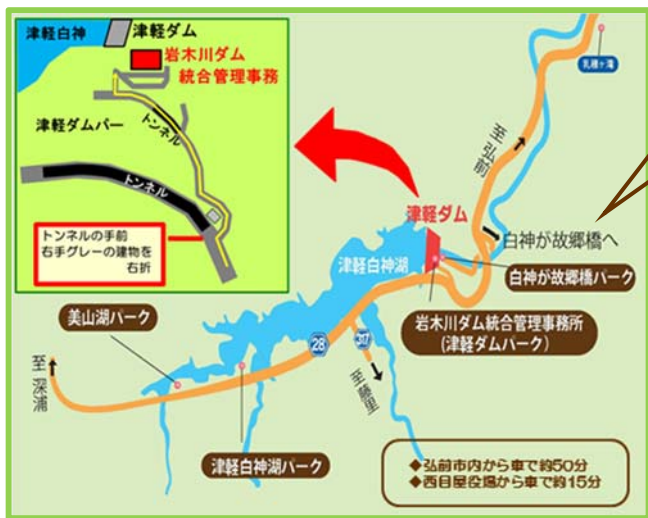 津軽白神
津軽ダム
岩木川ダム
統合管理事務
津軽ダムパー
トンネル
トンネル
トンネルの手前
右手グレーの建物を
右折
乳穂ヶ滝
至弘前
津軽ダム
白神が故郷橋へ
津軽白神湖
白神が故郷橋パーク
岩木川ダム統合管理事務所
(津軽ダムパーク)
美山湖パーク
28
317
至深浦
至藤里
津軽白神湖パーク
◆弘前市内から車で約50分
◆西目屋役場から車で約15分